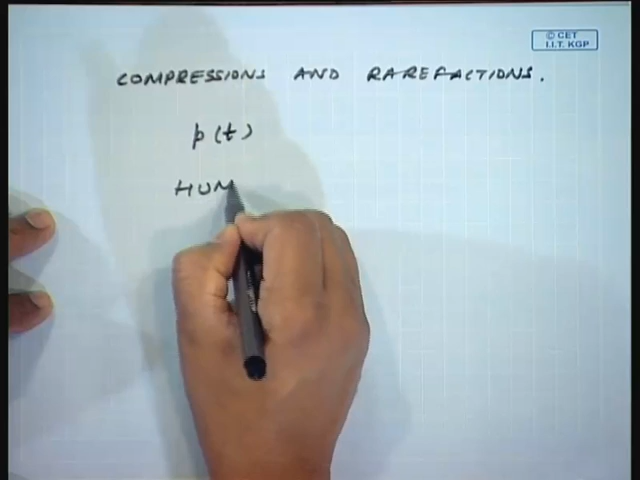 © CET
I.I.T. KGP
COMPRESSIONS AND RAREFACTIONS.
p(t)
HUM